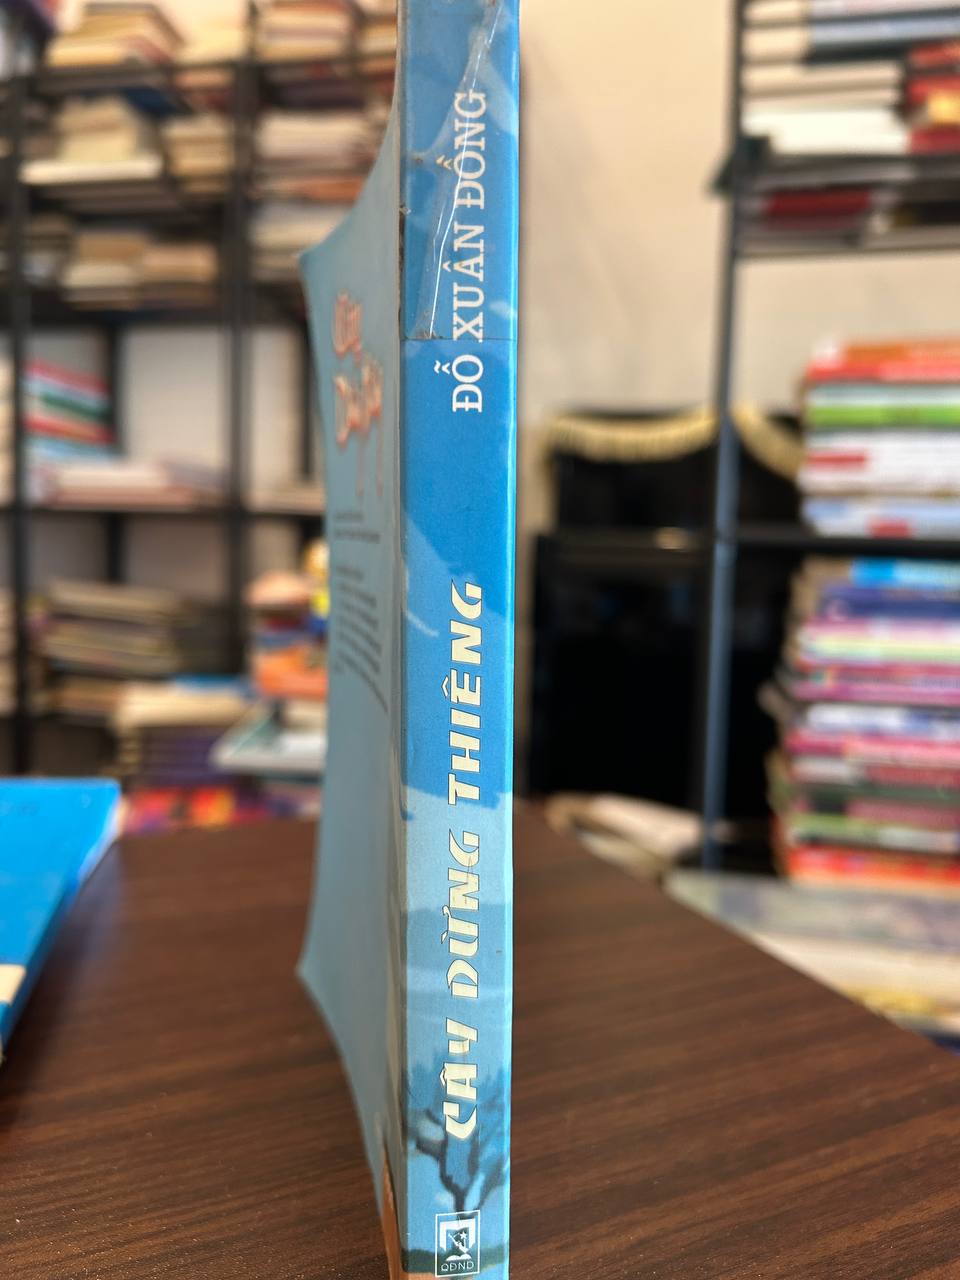 ĐỖ XUÂN ĐỒNG
CÂY DỪNG THIÊNG
QĐND